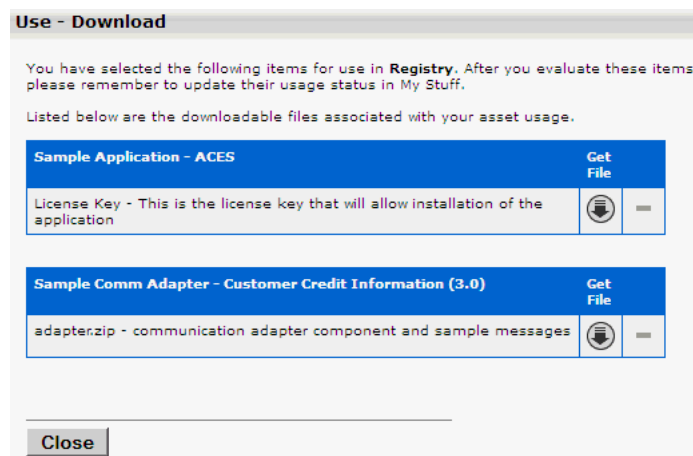 Use - Download
You have selected the following items for use in Registry. After you evaluate these items
please remember to update their usage status in My Stuff.
Listed below are the downloadable files associated with your asset usage.
Sample Application - ACES
Get
File
License Key - This is the license key that will allow installation of the
application
Sample Comm Adapter - Customer Credit Information (3.0)
Get
File
adapter.zip - communication adapter component and sample messages
Close